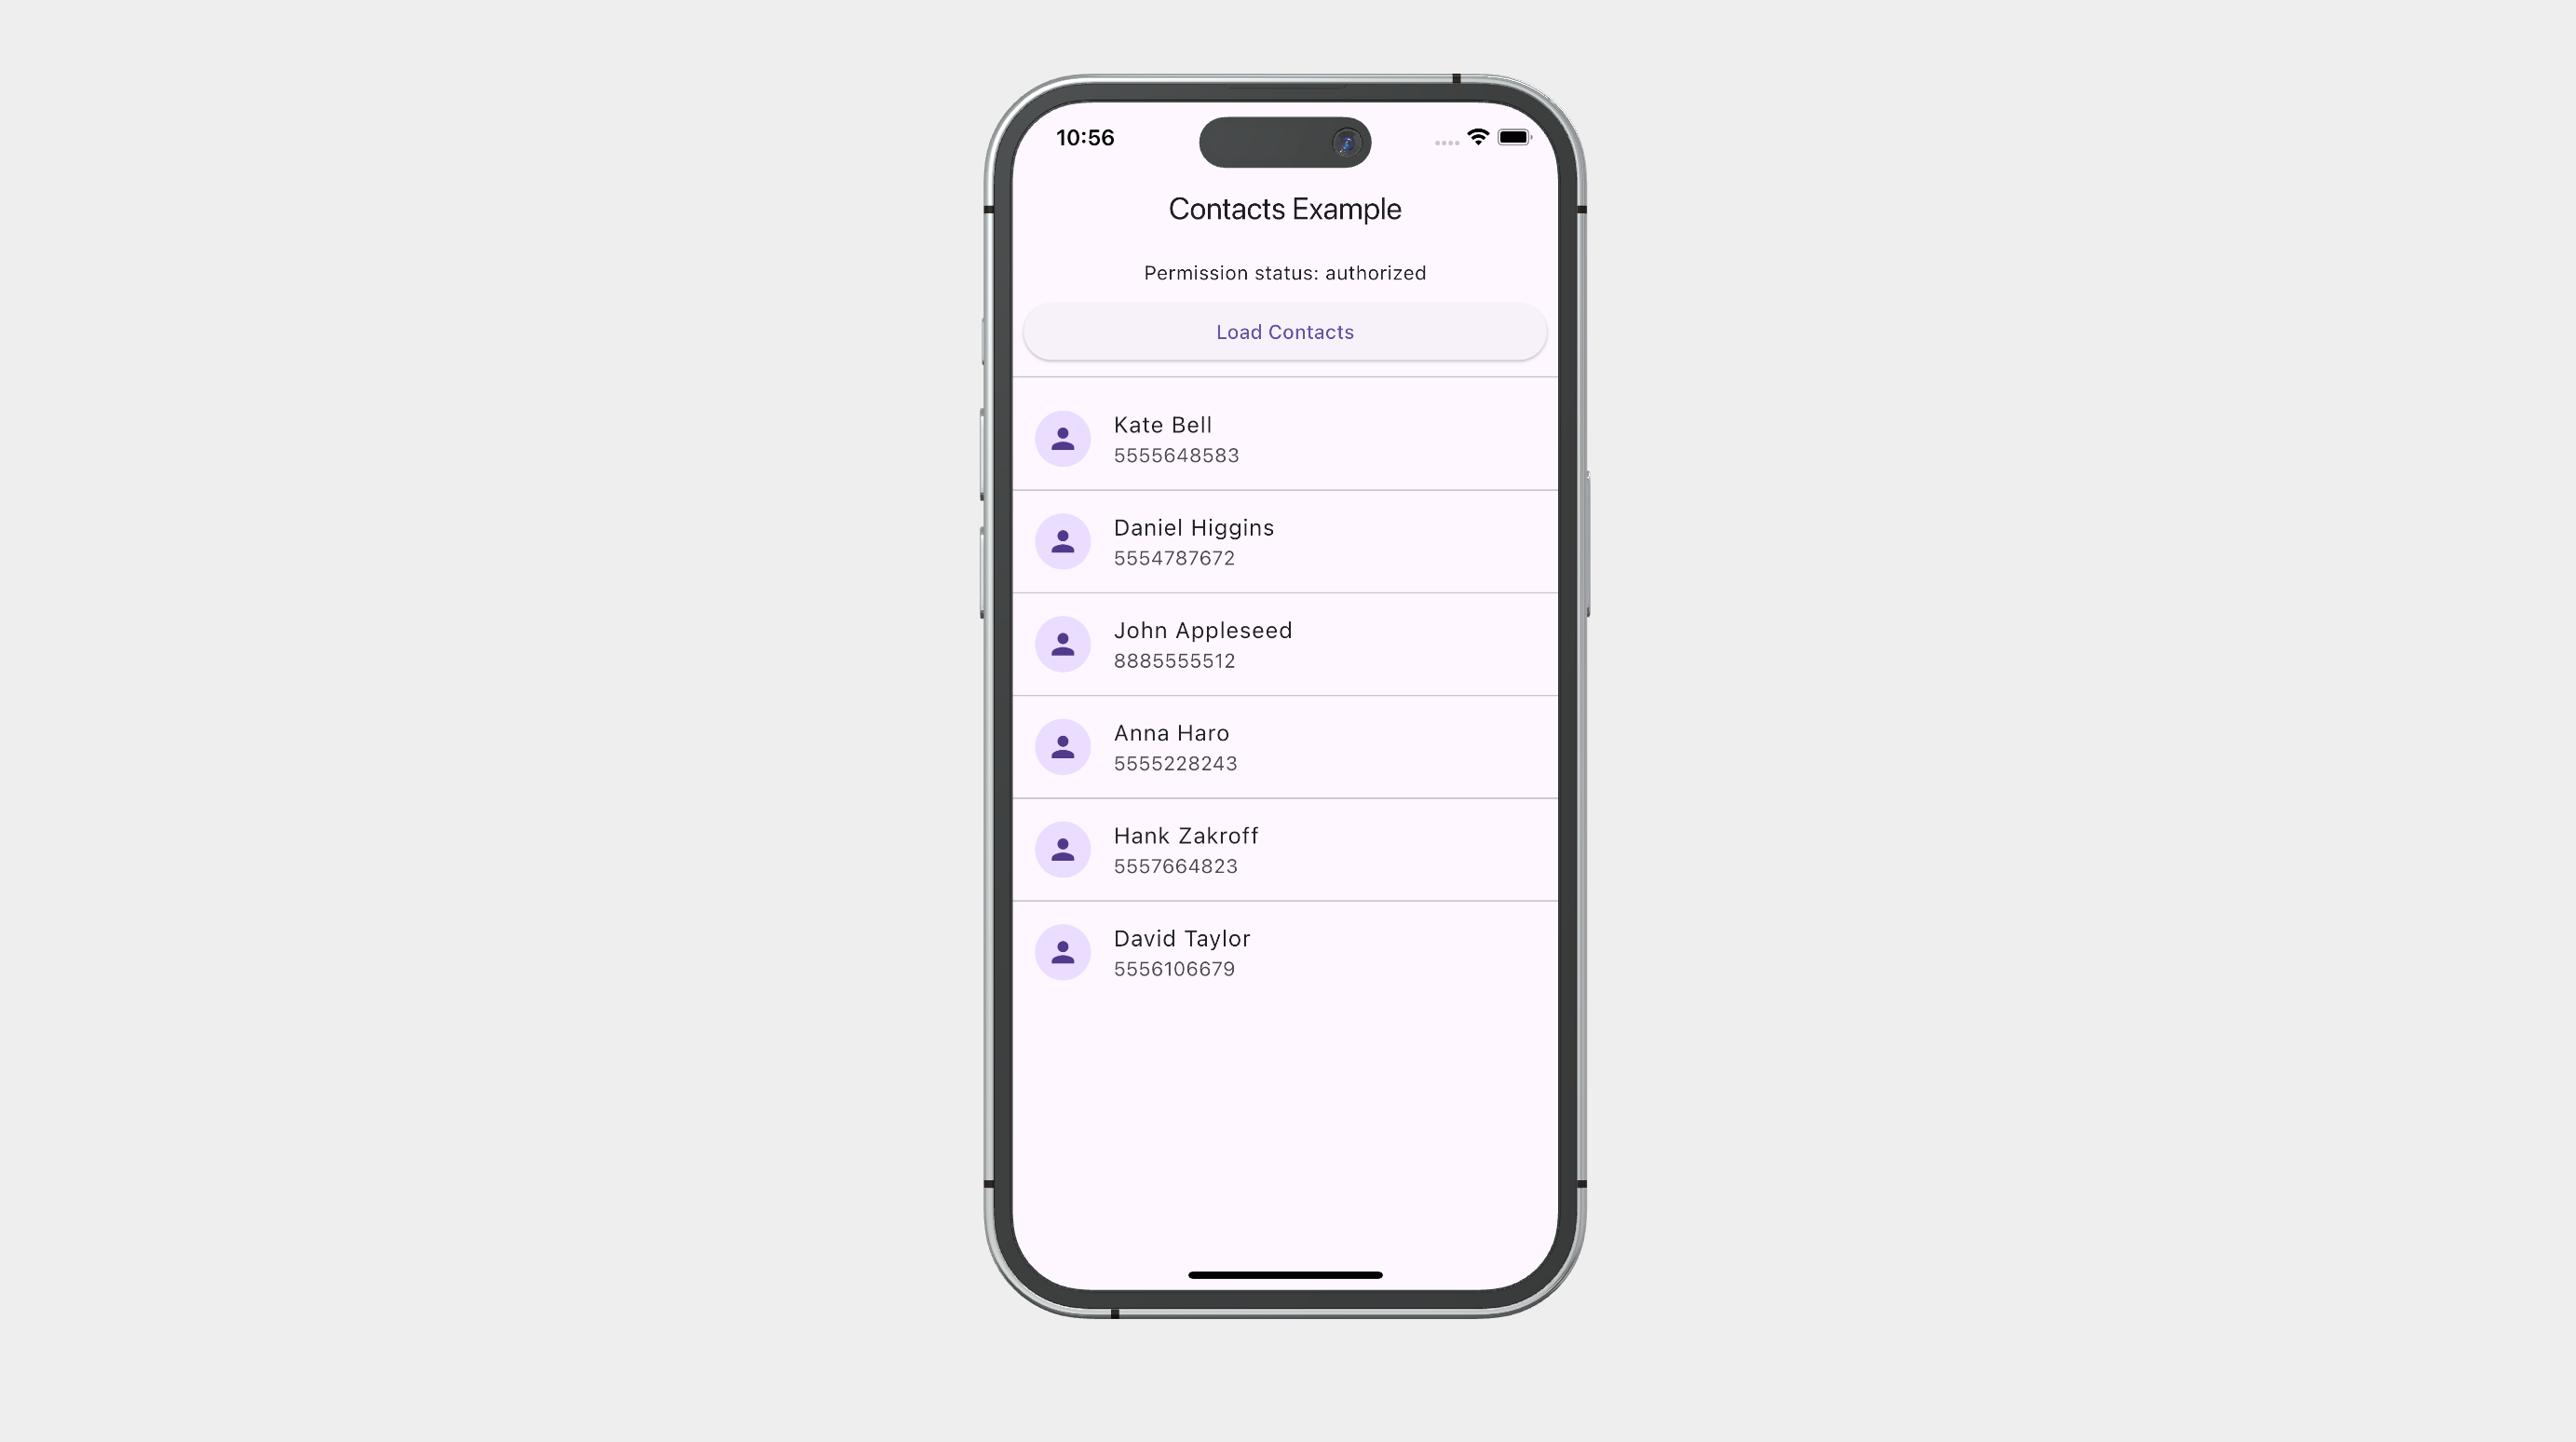 10:56
Contacts Example
Permission status: authorized
Load Contacts
Kate Bell
5555648583
Daniel Higgins
5554787672
John Appleseed
8885555512
Anna Haro
5555228243
Hank Zakroff
5557664823
David Taylor
5556106679